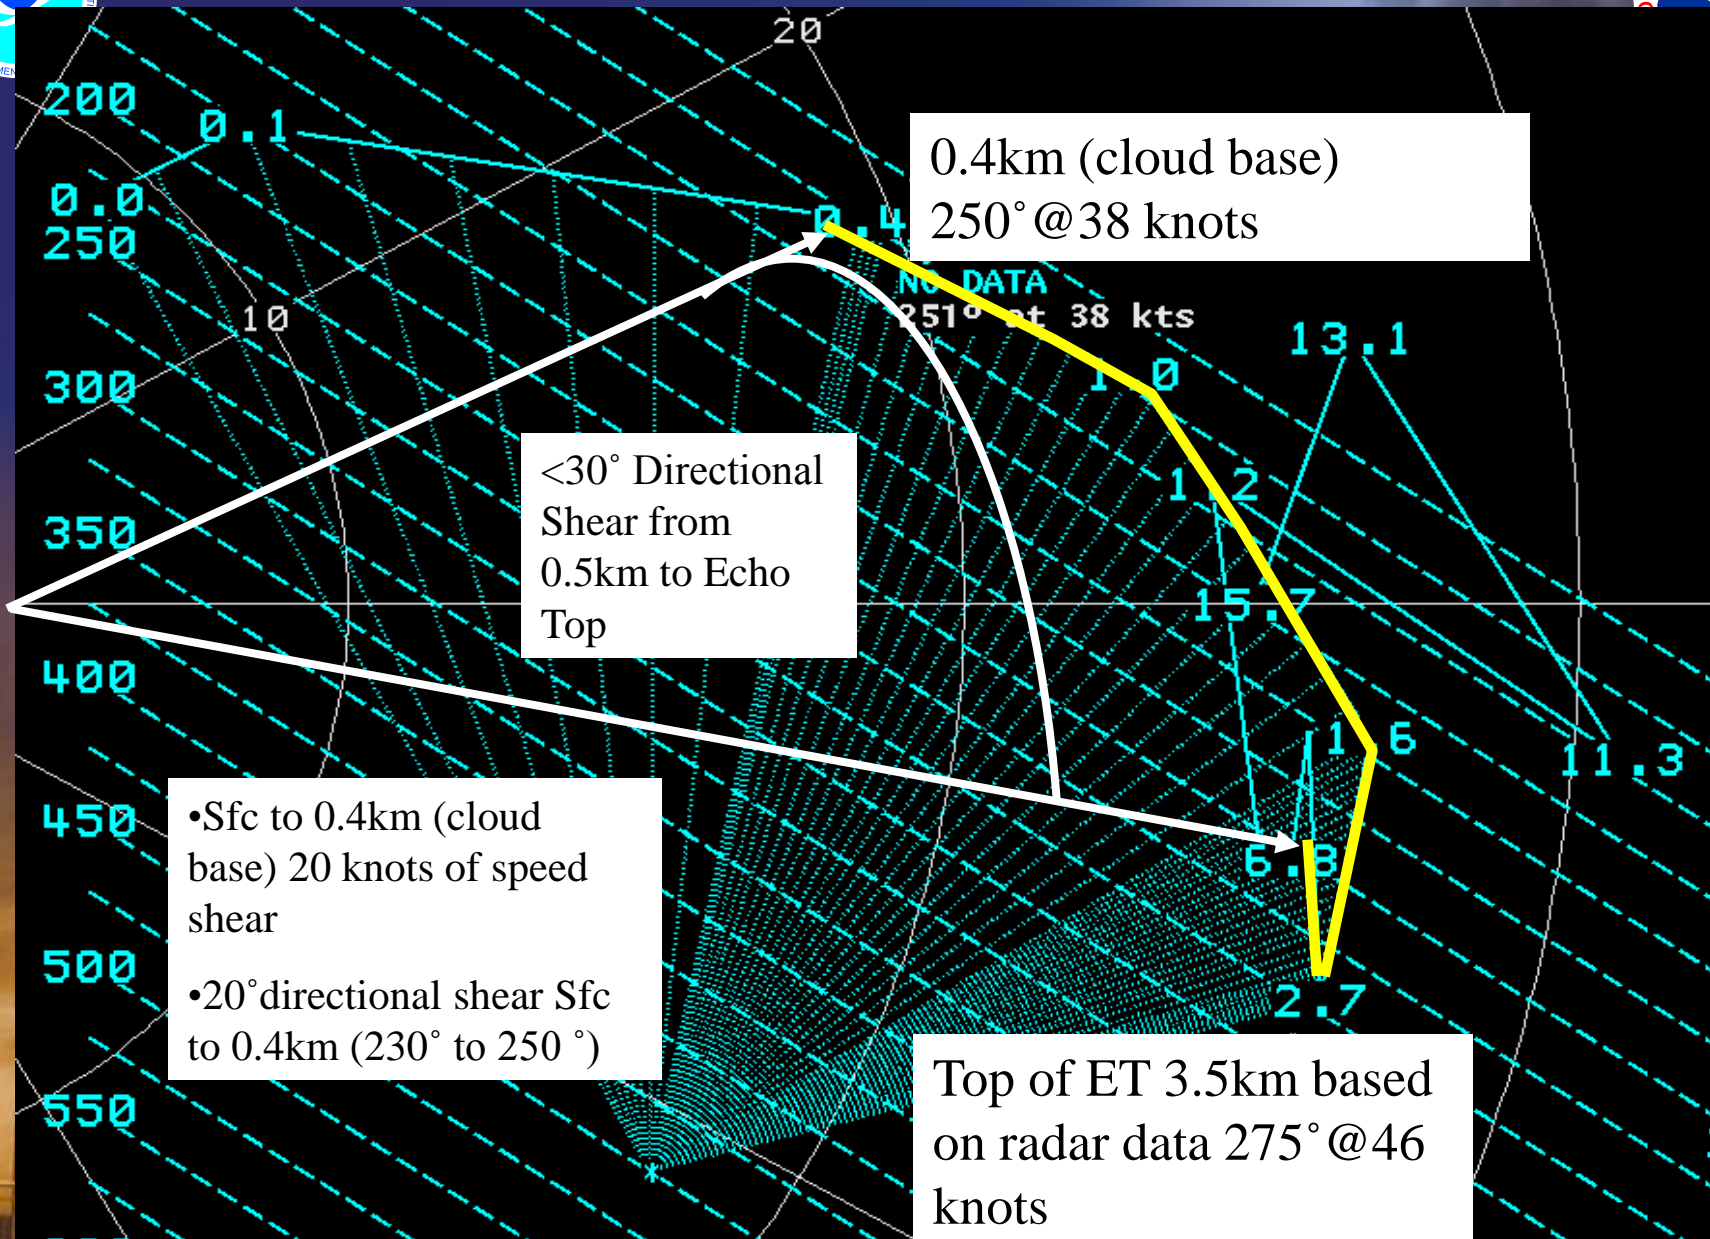 20
200
0.1
0.4km (cloud base)
250˚@38 knots
0.0
0.4
250
NO DATA
251º at 38 kts
10
13.1
300
1.0
<30˚ Directional
Shear from
0.5km to Echo
Top
1.2
350
15.7
400
1.6
11.3
•Sfc to 0.4km (cloud
base) 20 knots of speed
shear
450
6.8
500
•20˚directional shear Sfc
to 0.4km (230˚ to 250 ˚)
2.7
Top of ET 3.5km based
on radar data 275˚@46
knots
550